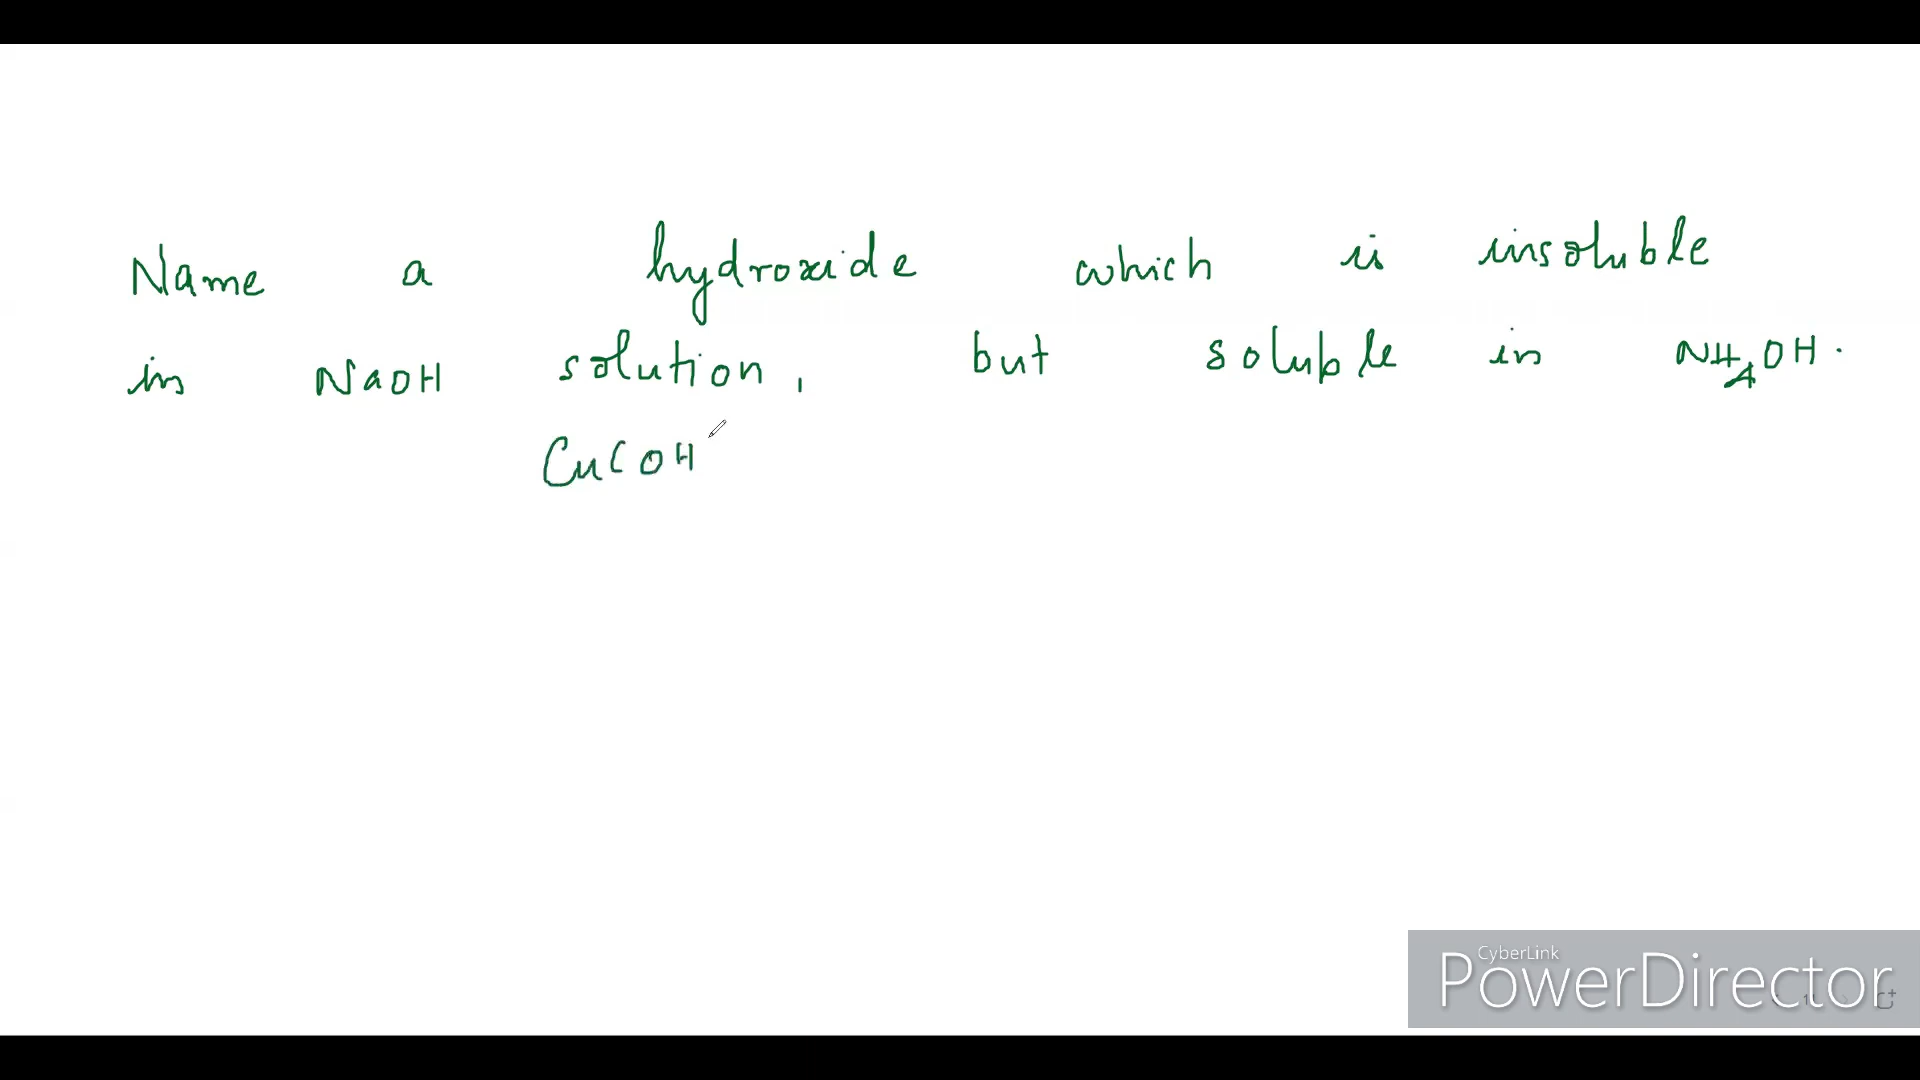 Name a hydroxide which is insoluble
in NaOH solution, but soluble in NH4OH.
Cu(OH
CyberLink
PowerDirector